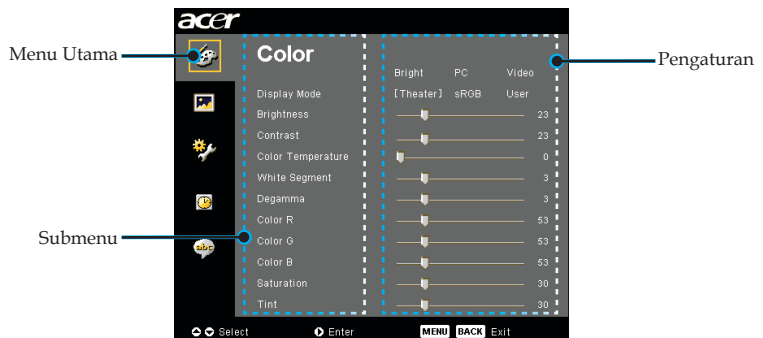 acer
Menu Utama
Color
Pengaturan
Bright PC Video
Display Mode [Theater] sRGB User
Brightness 23
Contrast 23
Color Temperature 0
White Segment 3
Degamma 3
Color R 53
Submenu
Color G 53
abc
Color B 53
Saturation 30
Tint 30
Select Enter MENU BACK Exit